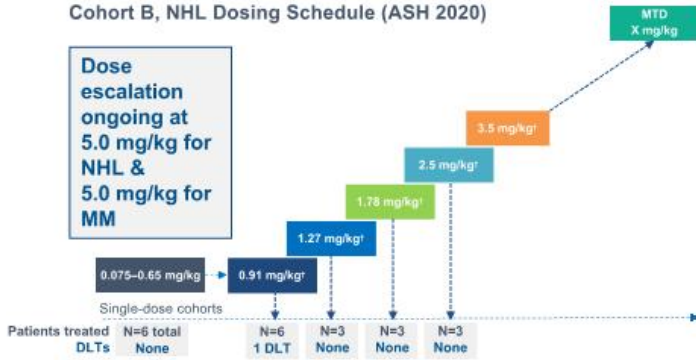 Cohort B, NHL Dosing Schedule (ASH 2020)
MTD
X mg/kg
Dose
escalation
ongoing at
5.0 mg/kg for
NHL &
5.0 mg/kg for
MM
3.5 mg/kg†
2.5 mg/kg†
1.78 mg/kg†
1.27 mg/kg†
0.075–0.65 mg/kg
0.91 mg/kg†
Single-dose cohorts
Patients treated N=6 total N=6 N=3 N=3 N=3
DLTs None 1 DLT None None None